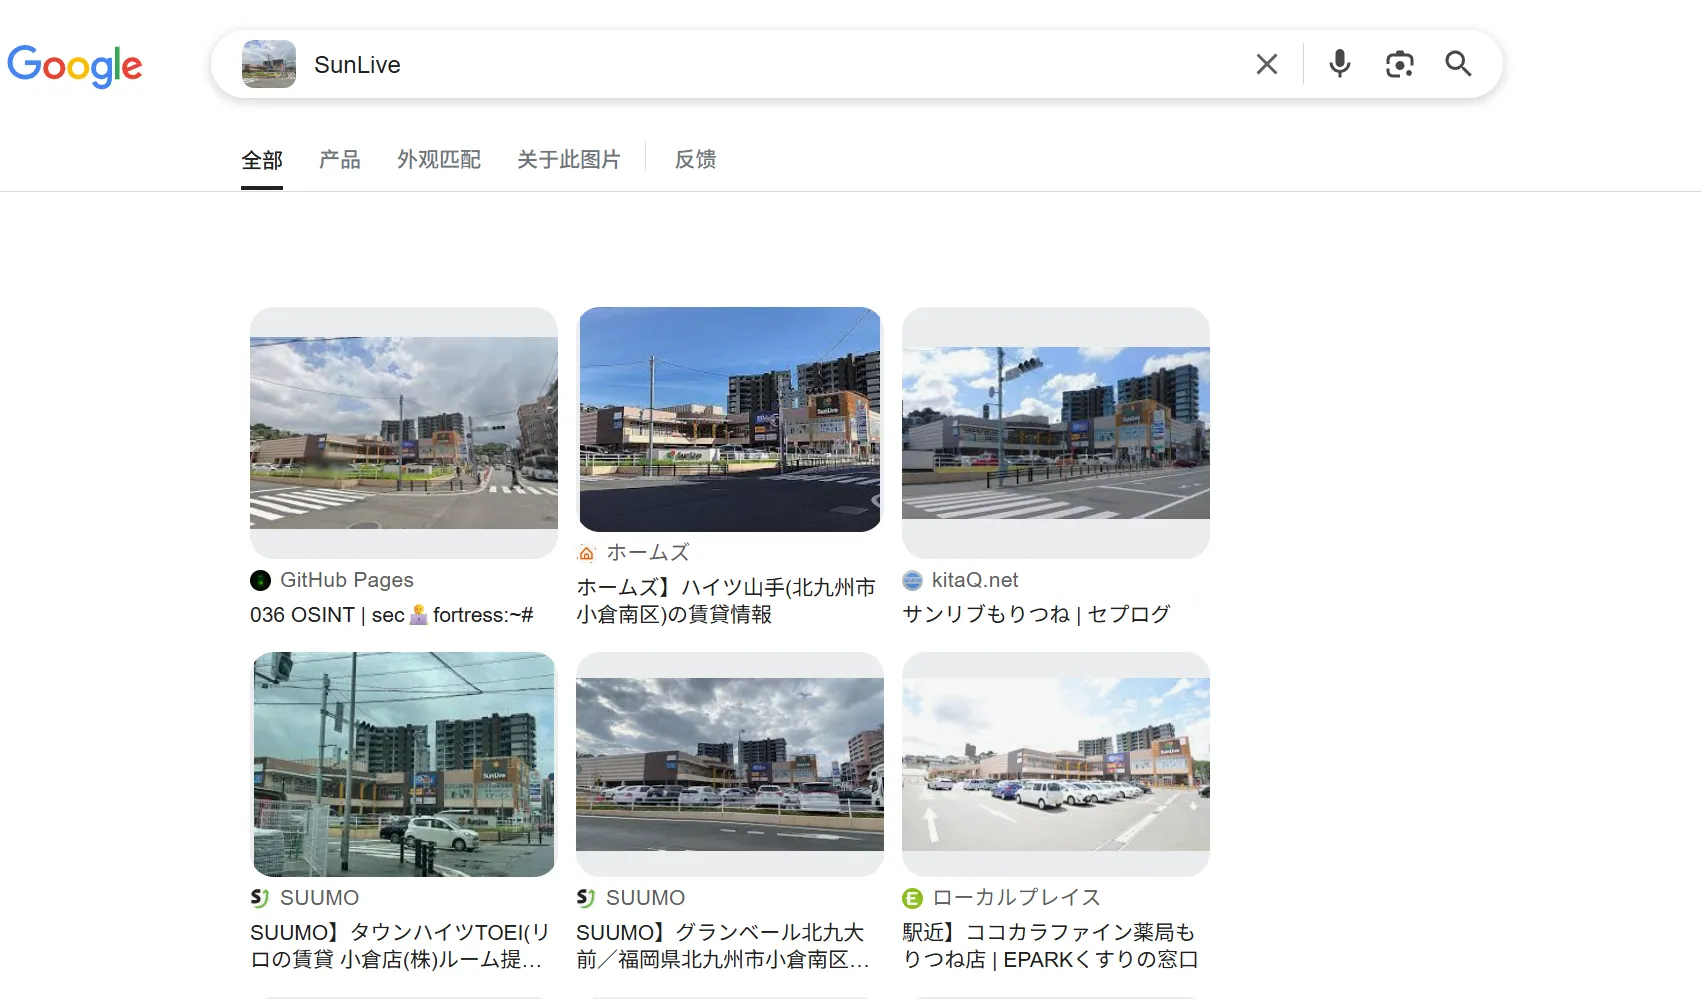 Google
SunLive
全部 产品 外观匹配 关于此图片 反馈
GitHub Pages
036 OSINT | sec🧑‍💻fortress:~#
SunLive
SunLive
ホームズ
ホームズ】ハイツ山手(北九州市
小倉南区)の賃貸情報
kitaQ.net
サンリブもりつね | セブログ
SunLive
SUUMO
SUUMO】タウンハイツTOEI(リ
ロの賃貸 小倉店(株)ルーム提…
SUUMO
SUUMO】グランベール北九大
前／福岡県北九州市小倉南区…
SunLive
ローカルプレイス
駅近】ココカラファイン薬局も
りつね店 | EPARKくすりの窓口